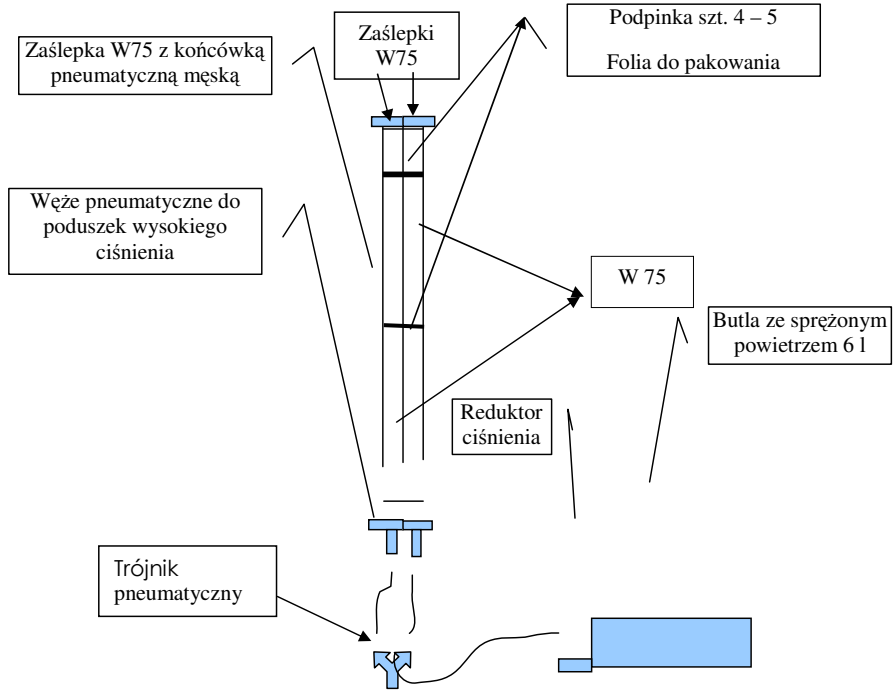 Zaślepka W75 z końcówką
pneumatyczną męską
Zaślepki
W75
Podpinka szt. 4 – 5
Folia do pakowania
Węże pneumatyczne do
poduszek wysokiego
ciśnienia
W 75
Butla ze sprężonym
powietrzem 6 l
Reduktor
ciśnienia
Trójnik
pneumatyczny